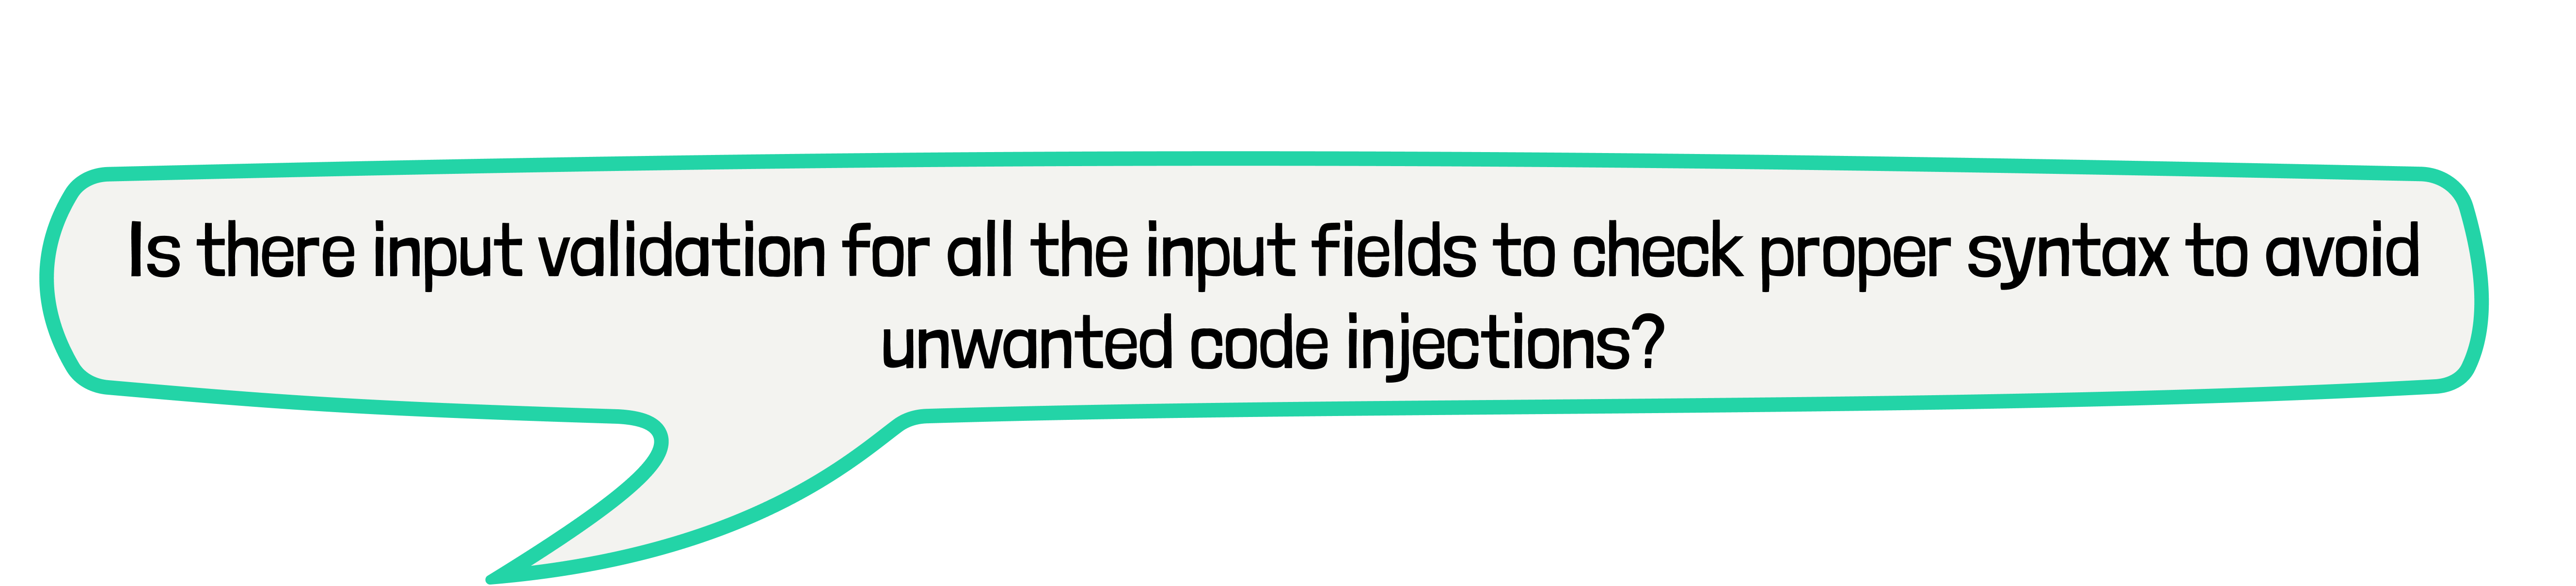 Is there input validation for all the input fields to check proper syntax to avoid
unwanted code injections?